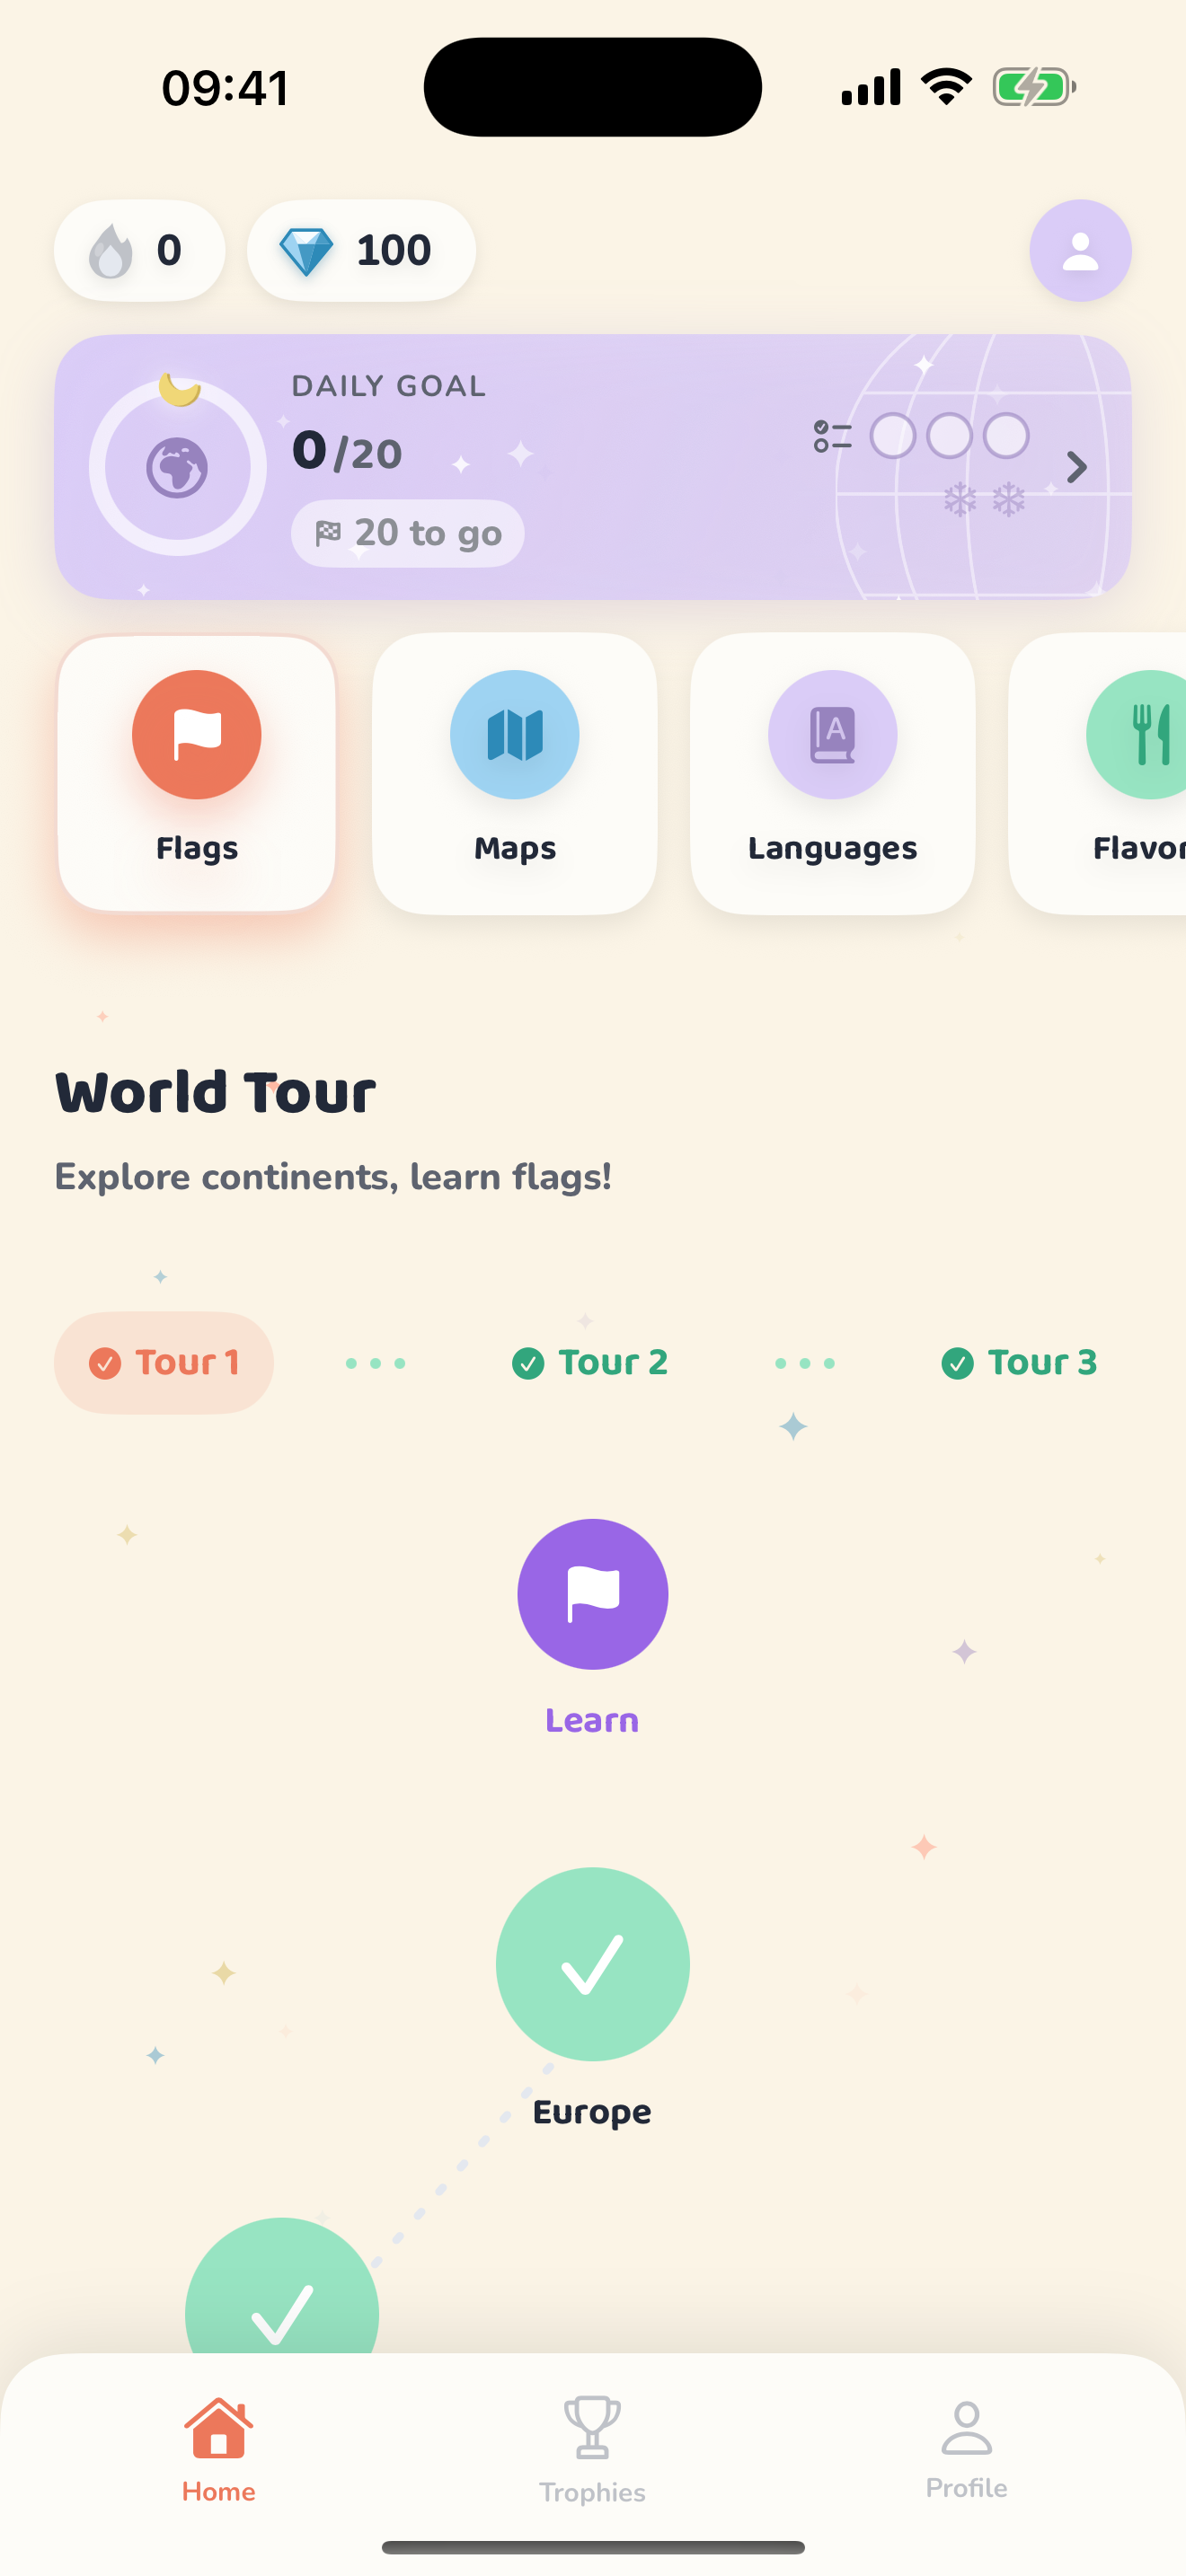 09:41
0
100
DAILY GOAL
0/20
20 to go
Flags
Maps
Languages
Flavor
World Tour
Explore continents, learn flags!
Tour 1
Tour 2
Tour 3
Learn
Europe
Home
Trophies
Profile